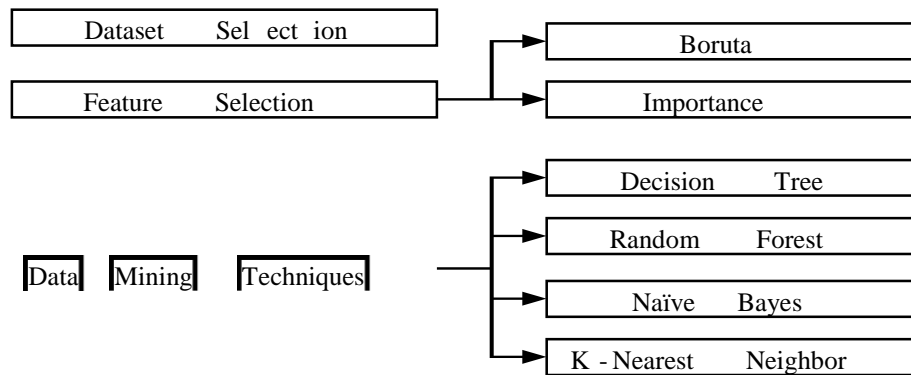 Dataset Selection
Boruta
Feature Selection
Importance
Decision Tree
Random Forest
Data Mining Techniques
Naïve Bayes
K - Nearest Neighbor